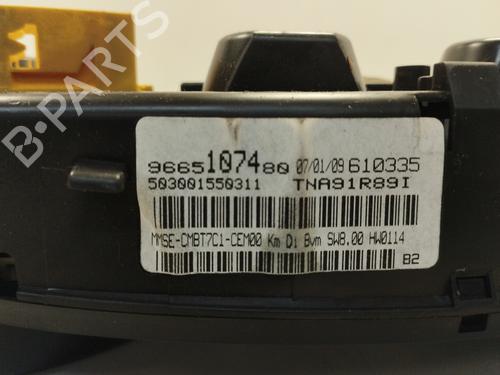 9665107480 07/01/09 610335
503001550311 TNA91R89I
MMSE-CMBT7C1-CEM00 Km Di Bvm SW8.00 HW0114
B2
B-PARTS